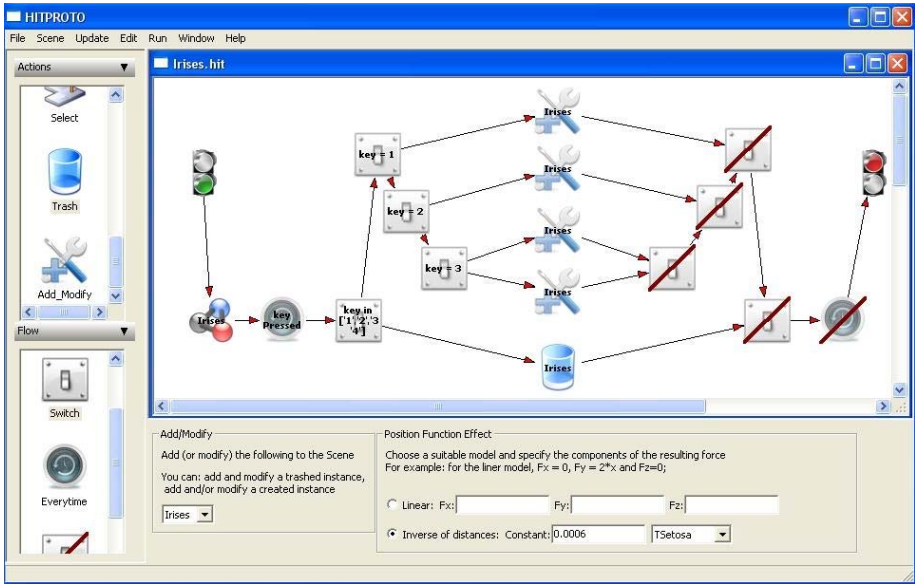 HITPROTO
File Scene Update Edit Run Window Help
Actions
Select
Trash
Add_Modify
Flow
Switch
Everytime
Irises.hit
Irises
key = 1
Irises
key = 2
Irises
key = 3
Irises
Irises
key Pressed
key in
['1','2','3
'4']
Irises
Add/Modify
Add (or modify) the following to the Scene
You can: add and modify a trashed instance,
add and/or modify a created instance
Irises
Position Function Effect
Choose a suitable model and specify the components of the resulting force
For example: for the liner model, Fx = 0, Fy = 2*x and Fz=0;
Linear: Fx: Fy: Fz:
Inverse of distances: Constant: 0.0006 TSetosa